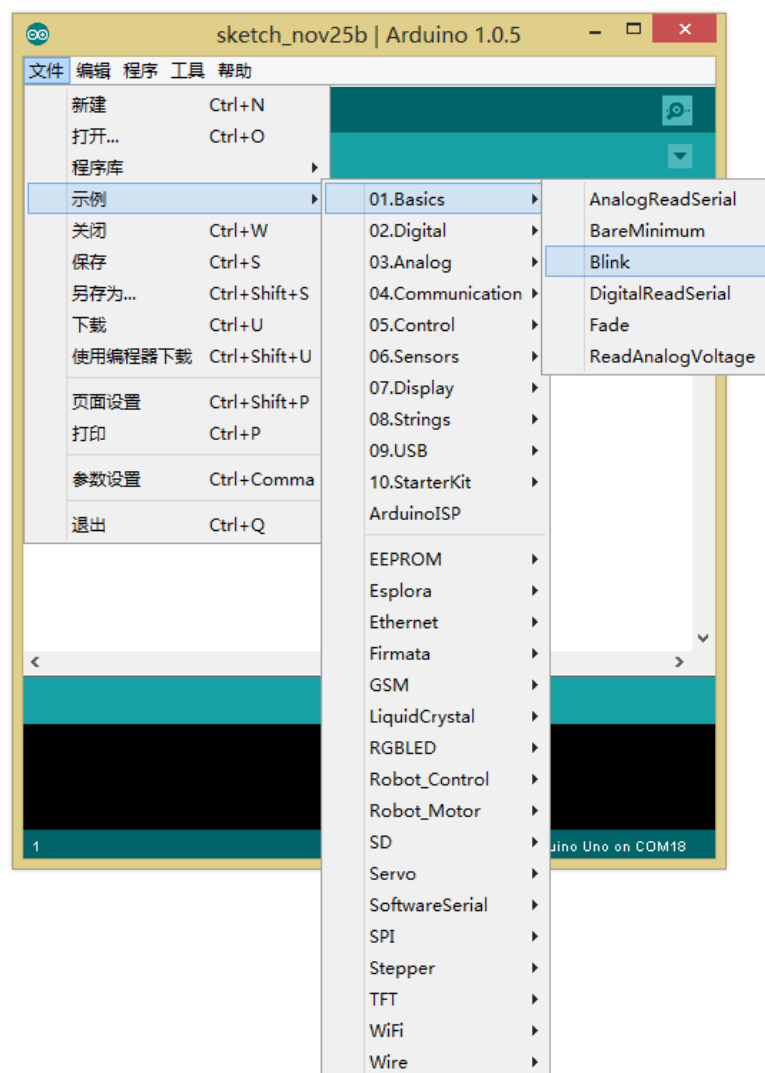 sketch_nov25b | Arduino 1.0.5
文件 编辑 程序 工具 帮助
新建 Ctrl+N
打开... Ctrl+O
程序库
示例
关闭 Ctrl+W
保存 Ctrl+S
另存为... Ctrl+Shift+S
下载 Ctrl+U
使用编程器下载 Ctrl+Shift+U
页面设置 Ctrl+Shift+P
打印 Ctrl+P
参数设置 Ctrl+Comma
退出 Ctrl+Q
01.Basics
02.Digital
03.Analog
04.Communication
05.Control
06.Sensors
07.Display
08.Strings
09.USB
10.StarterKit
ArduinoISP
EEPROM
Esplora
Ethernet
Firmata
GSM
LiquidCrystal
RGBLED
Robot_Control
Robot_Motor
SD
Servo
SoftwareSerial
SPI
Stepper
TFT
WiFi
Wire
AnalogReadSerial
BareMinimum
Blink
DigitalReadSerial
Fade
ReadAnalogVoltage
1
uino Uno on COM18